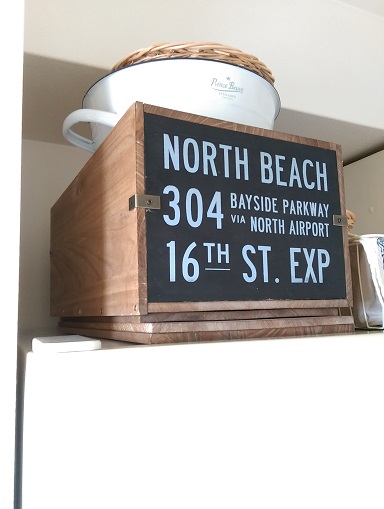 NORTH BEACH
304 BAYSIDE PARKWAY
VIA NORTH AIRPORT
16TH ST. EXP